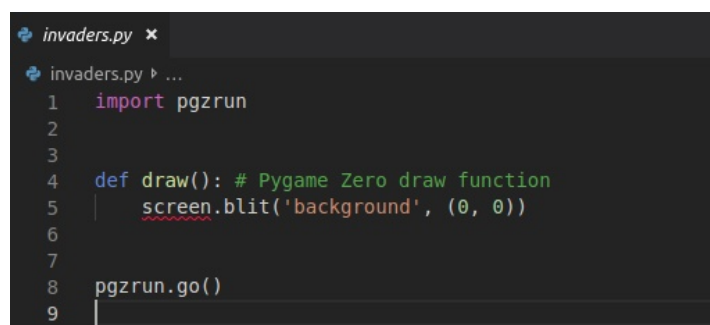 invaders.py ×
invaders.py ▸ ...
1 import pgzrun
2
3
4 def draw(): # Pygame Zero draw function
5     screen.blit('background', (0, 0))
6
7
8 pgzrun.go()
9